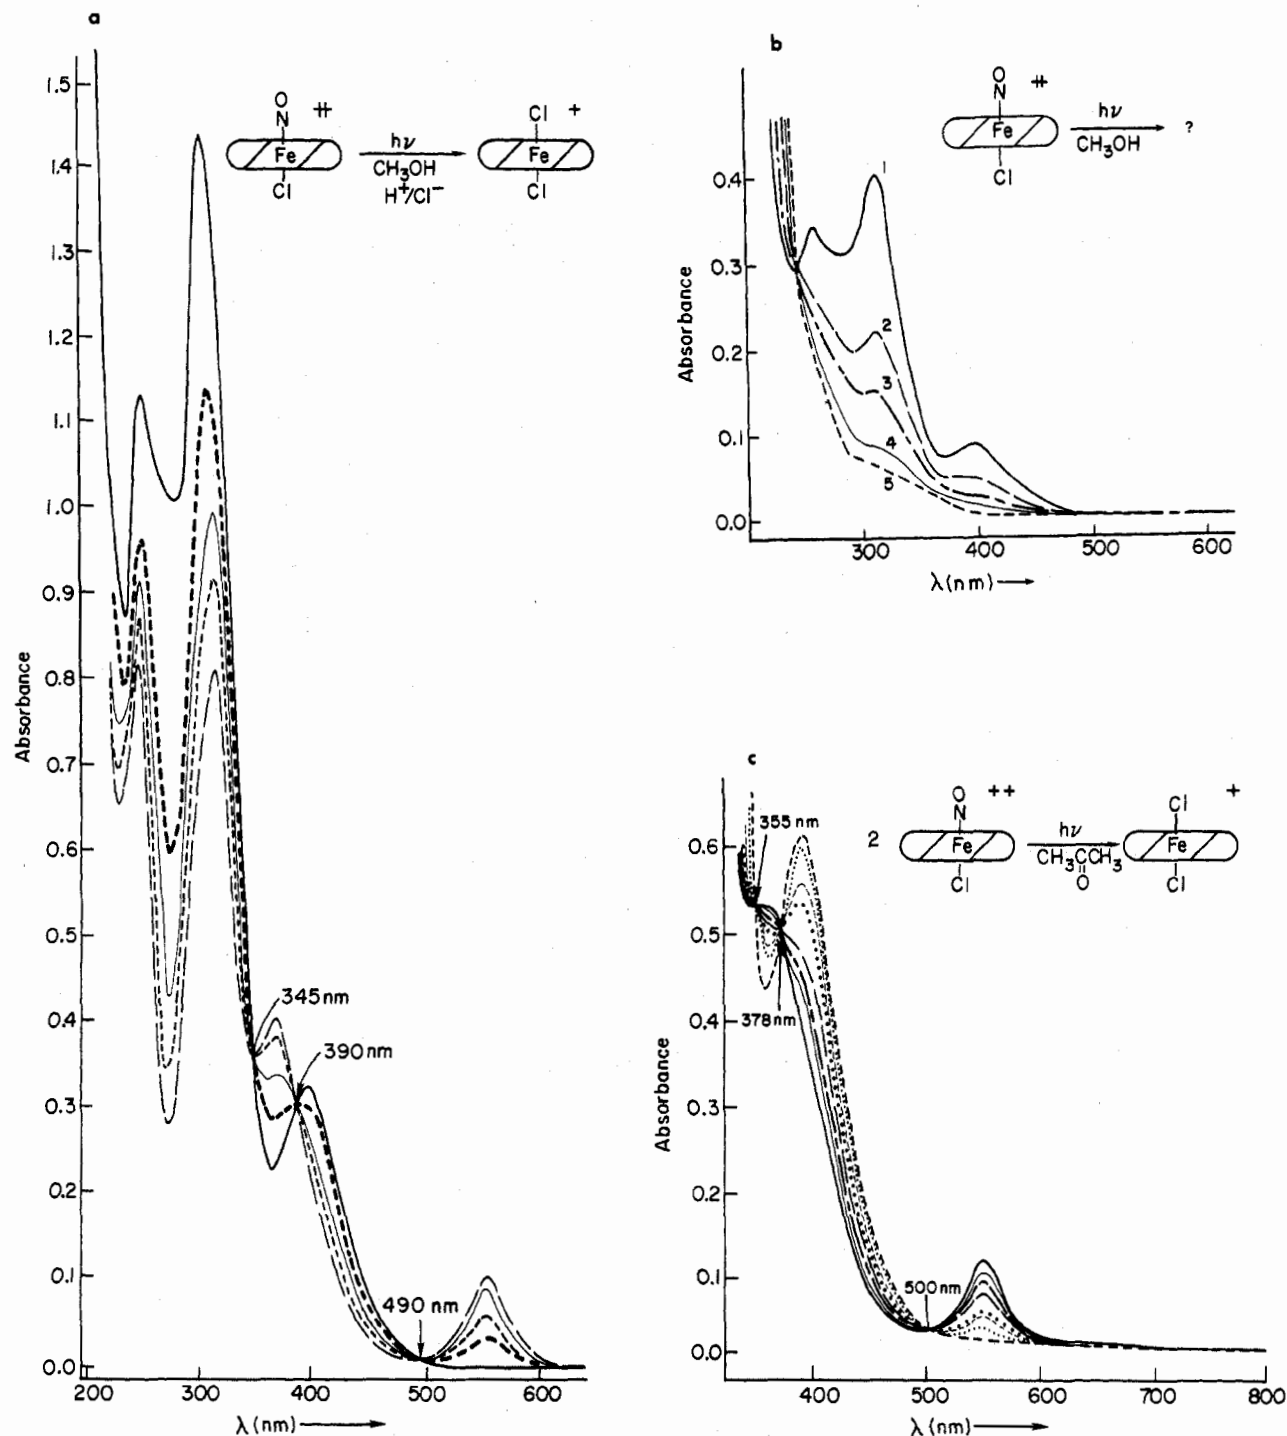 a
1.5
1.4
1.3
1.2
1.1
1.0
0.9
0.8
0.7
0.6
0.5
0.4
0.3
0.2
0.1
0.0
Absorbance
200 300 400 500 600
λ(nm)
O
N
Fe
Cl
++
hν
CH3OH
H+/Cl-
Cl
Fe
Cl
+
345nm
390nm
490 nm
b
0.4
0.3
0.2
0.1
0.0
Absorbance
300 400 500 600
λ(nm)
O
N
Fe
Cl
++
hν
CH3OH
?
1
2
3
4
5
c
0.6
0.5
0.4
0.3
0.2
0.1
0.0
Absorbance
400 500 600 700 800
λ(nm)
2
O
N
Fe
Cl
++
hν
CH3CCH3
O
Cl
Fe
Cl
+
355nm
378nm
500nm